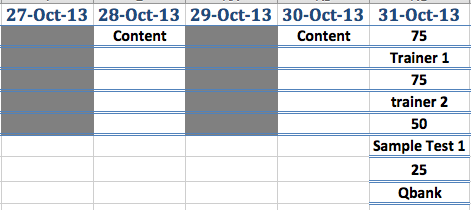 27-Oct-13 28-Oct-13 29-Oct-13 30-Oct-13 31-Oct-13
Content Content 75
Trainer 1
75
trainer 2
50
Sample Test 1
25
Qbank